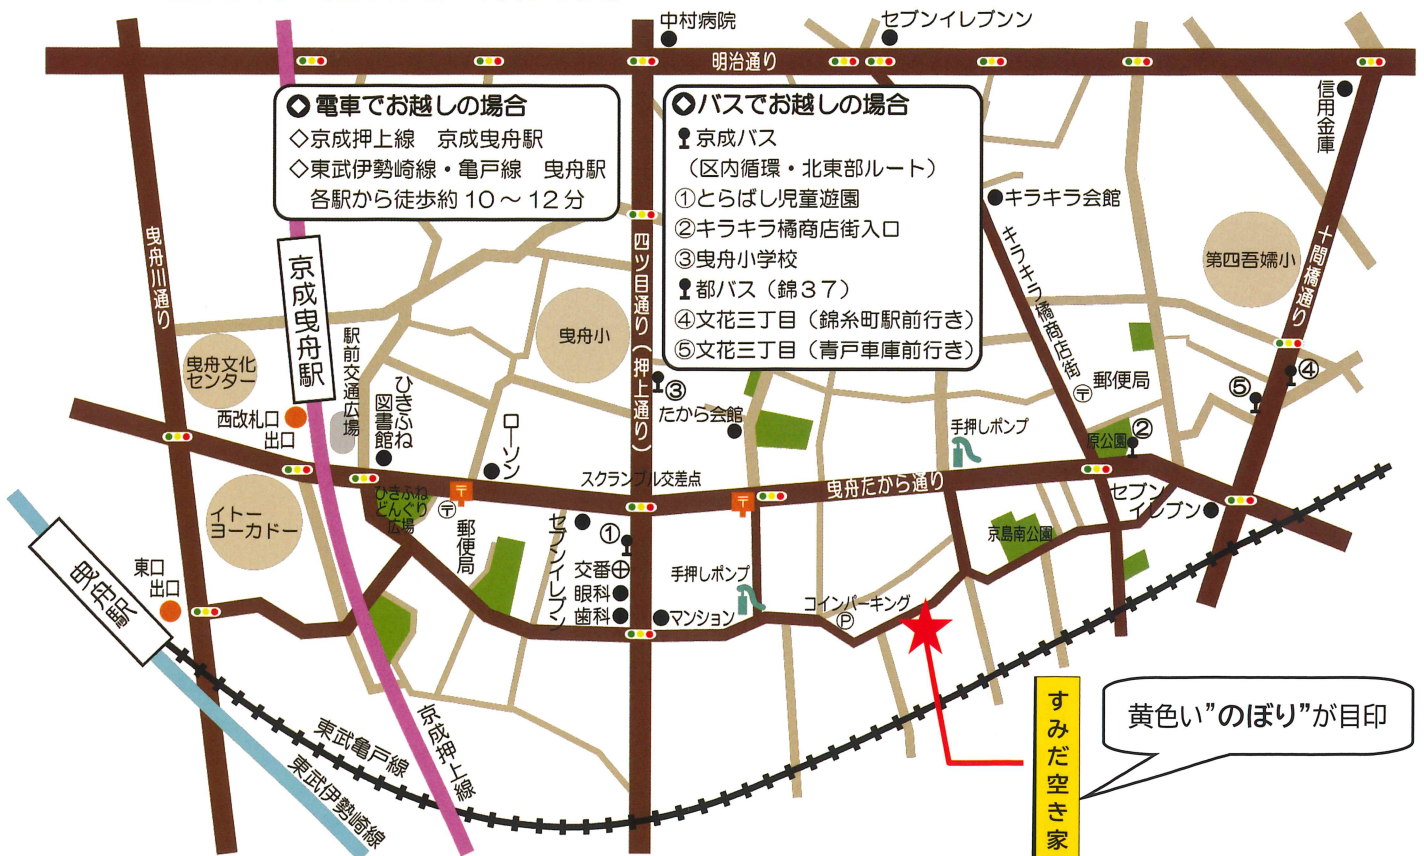 中村病院
セブンイレブンン
明治通り
信用金庫
◇電車でお越しの場合
◇京成押上線　京成曳舟駅
◇東武伊勢崎線・亀戸線　曳舟駅
各駅から徒歩約10～12分
◇バスでお越しの場合
京成バス
（区内循環・北東部ルート）
①とらばし児童遊園
②キラキラ橘商店街入口
③曳舟小学校
都バス（錦37）
④文花三丁目（錦糸町駅前行き）
⑤文花三丁目（青戸車庫前行き）
キラキラ会館
曳舟川通り
京成曳舟駅
四ツ目通り（押上通り）
キラキラ橘商店街
第四吾嬬小
十間橋通り
曳舟小
駅前交通広場
曳舟文化
センター
西改札口
出口
ひきふね
図書館
ローソン
③
たから会館
〒
郵便局
④
⑤
手押しポンプ
原公園
②
スクランブル交差点
曳舟たから通り
イトー
ヨーカドー
ひきふね
どんぐり
広場
〒
〒
郵便局
セブンイレブン
①
交番
眼科
歯科
〒
セブン
イレブン
京島南公園
東口
出口
曳舟駅
手押しポンプ
マンション
コインパーキング
P
東武亀戸線
東武伊勢崎線
京成押上線
すみだ空き家
黄色い”のぼり”が目印